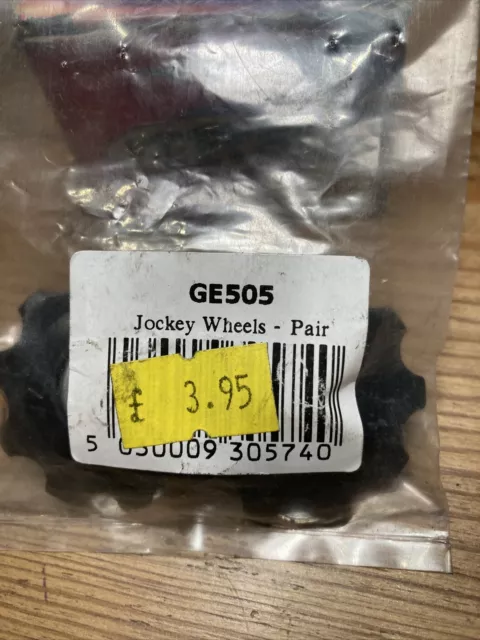 GE505
Jockey Wheels - Pair
£ 3.95
5 030009 305740